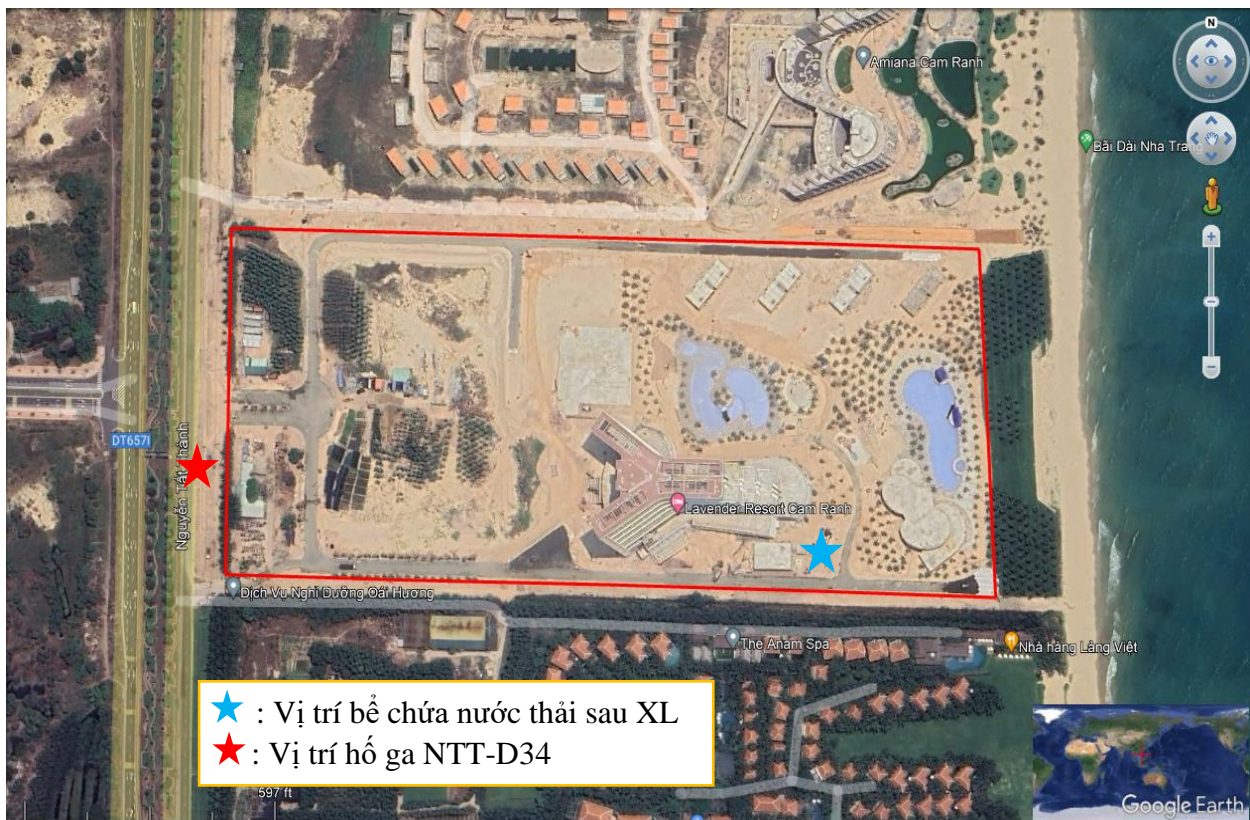 N
Amiana Cam Ranh
Bãi Dài Nha Trang
DT657I
Nguyễn Tất Thành
Lavender Resort Cam Ranh
Dịch Vụ Nghỉ Dưỡng Oải Hương
The Anam Spa
Nhà hàng Làng Việt
: Vị trí bể chứa nước thải sau XL
: Vị trí hố ga NTT-D34
597 ft
Google Earth